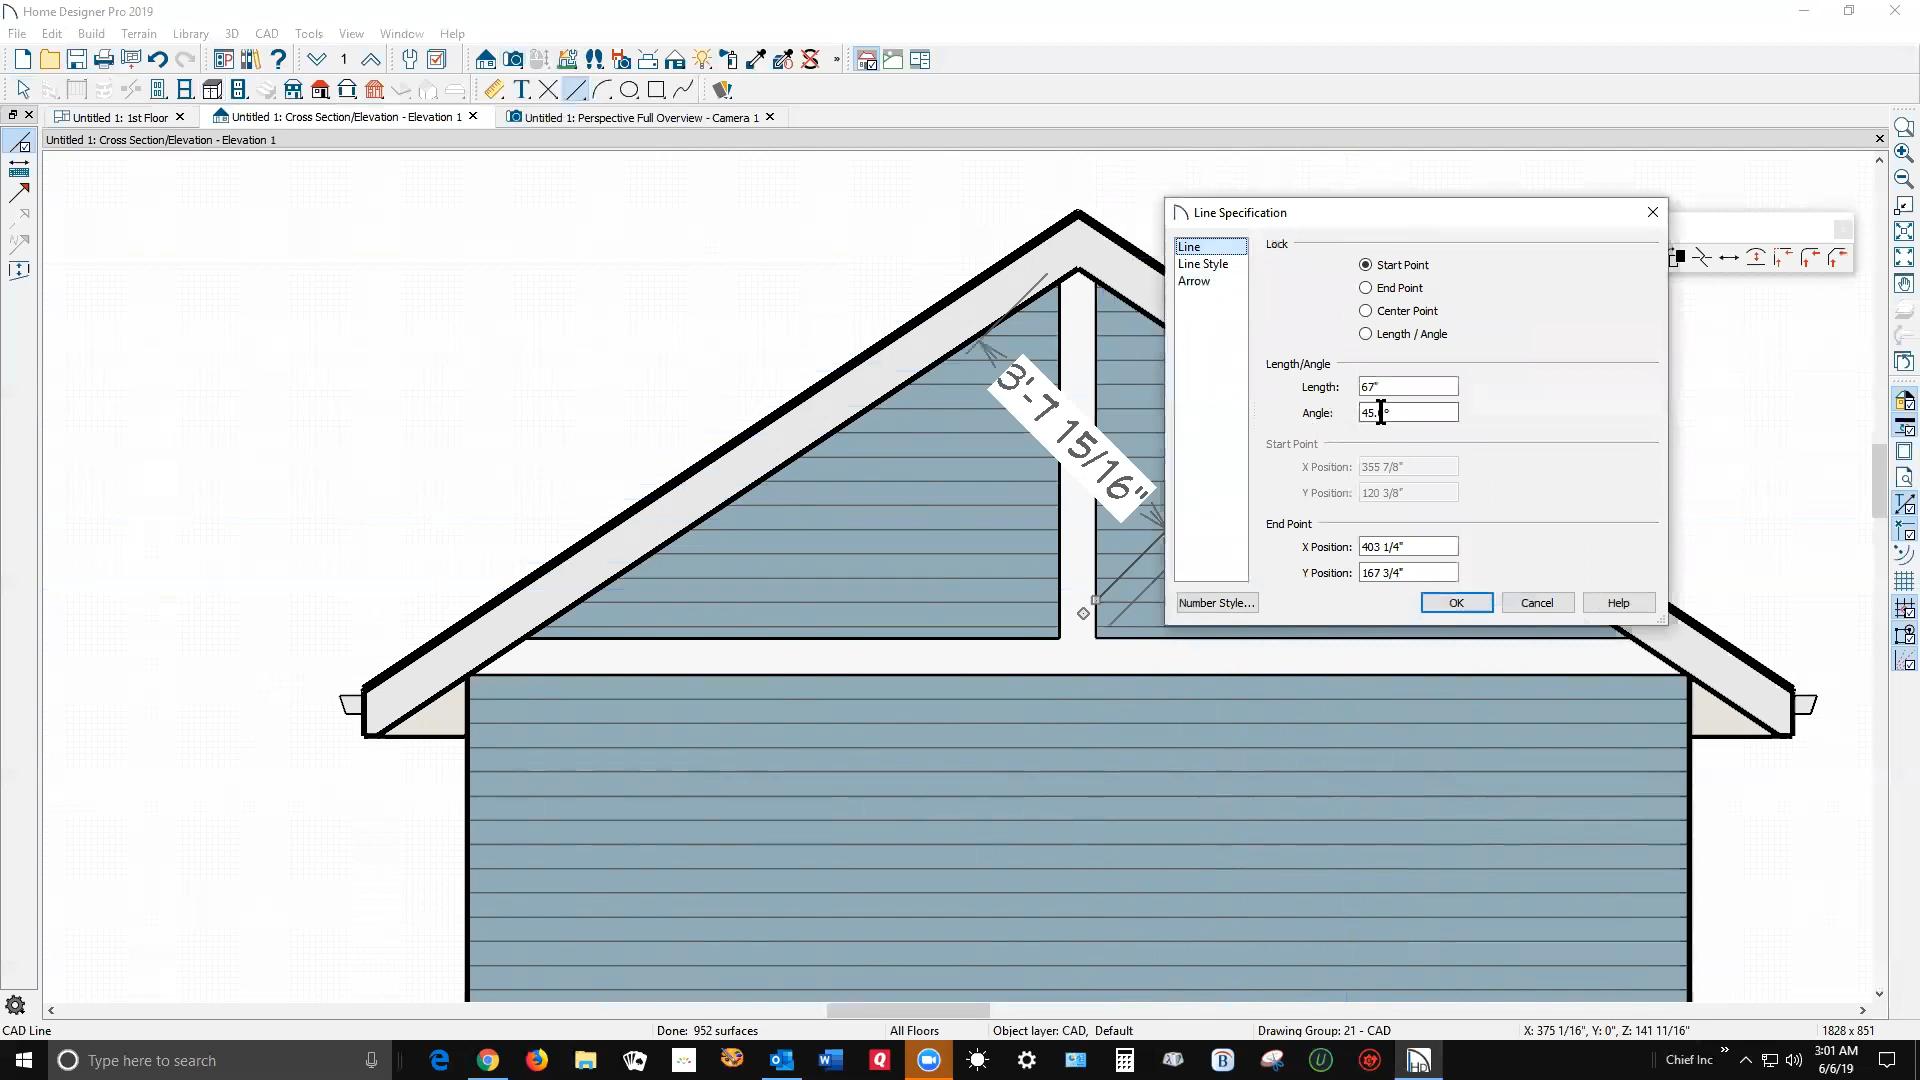 Home Designer Pro 2019
File Edit Build Terrain Library 3D CAD Tools View Window Help
1
»
Untitled 1: 1st Floor
Untitled 1: Cross Section/Elevation - Elevation 1
Untitled 1: Perspective Full Overview - Camera 1
Untitled 1: Cross Section/Elevation - Elevation 1
3'-7 15/16"
Line Specification
Line
Line Style
Arrow
Lock
Start Point
End Point
Center Point
Length / Angle
Length/Angle
Length: 67"
Angle:
Start Point
X Position: 355 7/8"
Y Position: 120 3/8"
End Point
X Position: 403 1/4"
Y Position: 167 3/4"
Number Style... OK Cancel Help
CAD Line Done: 952 surfaces All Floors Object layer: CAD, Default Drawing Group: 21 - CAD X: 375 1/16", Y: 0", Z: 141 11/16" 1828 x 851
Type here to search
Chief Inc
3:01 AM
6/6/19